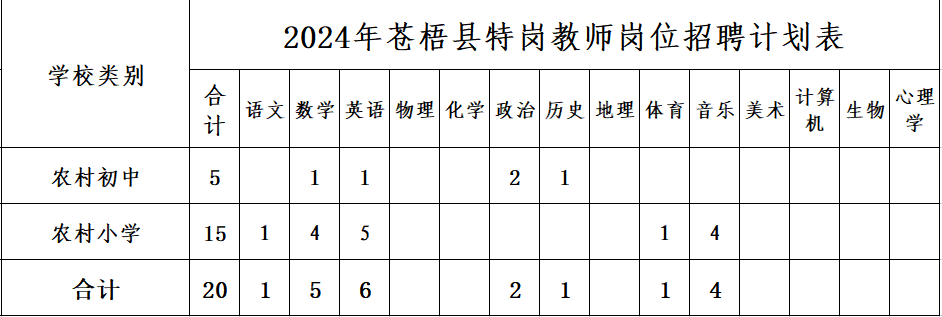 2024年苍梧县特岗教师岗位招聘计划表
学校类别 合计 语文 数学 英语 物理 化学 政治 历史 地理 体育 音乐 美术 计算机 生物 心理学
农村初中 5 1 1 2 1
农村小学 15 1 4 5 1 4
合计 20 1 5 6 2 1 1 4